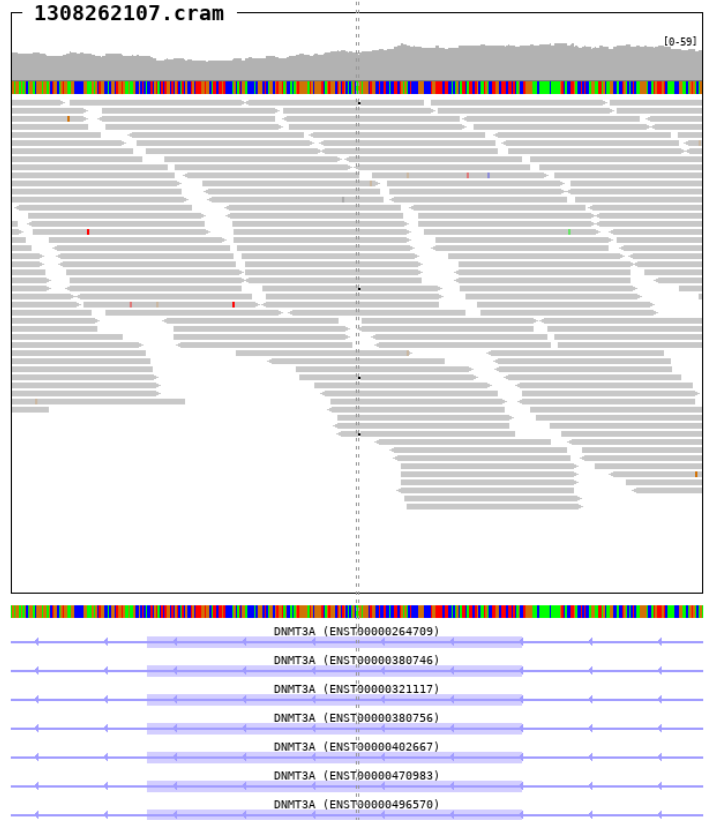 1308262107.cram
[0-59]
DNMT3A (ENST00000264709)
DNMT3A (ENST00000380746)
DNMT3A (ENST00000321117)
DNMT3A (ENST00000380756)
DNMT3A (ENST00000402667)
DNMT3A (ENST00000470983)
DNMT3A (ENST00000496570)